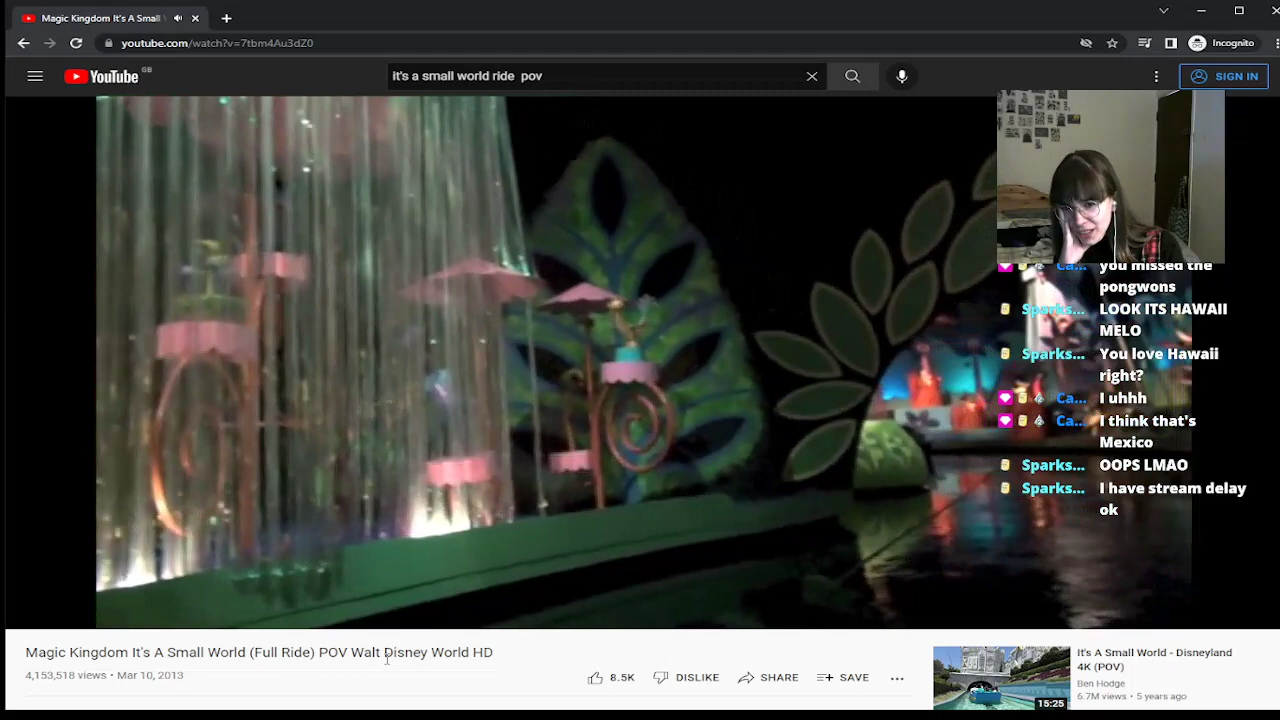 Magic Kingdom It's A Small
youtube.com/watch?v=7tbm4Au3dZ0
Incognito
YouTube GB
it's a small world ride pov
SIGN IN
Ca... you missed the
pongwons
Sparks... LOOK ITS HAWAII
MELO
Sparks... You love Hawaii
right?
Ca... I uhhh
Ca... I think that's
Mexico
Sparks... OOPS LMAO
Sparks... I have stream delay
ok
Magic Kingdom It's A Small World (Full Ride) POV Walt Disney World HD
4,153,518 views • Mar 10, 2013
8.5K DISLIKE SHARE SAVE
It's A Small World - Disneyland
4K (POV)
Ben Hodge
6.7M views • 5 years ago
15:25